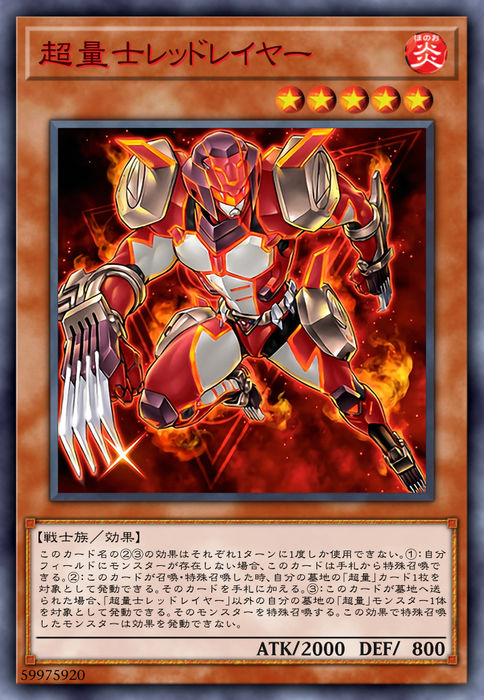 超量士レッドレイヤー
ほのお
炎
【戦士族／効果】
このカード名の②③の効果はそれぞれ1ターンに1度しか使用できない。①：自分
フィールドにモンスターが存在しない場合、このカードは手札から特殊召喚で
きる。②：このカードが召喚・特殊召喚した時、自分の墓地の「超量」カード1枚を
対象として発動できる。そのカードを手札に加える。③：このカードが墓地へ送
られた場合、「超量士レッドレイヤー」以外の自分の墓地の「超量」モンスター1体
を対象として発動できる。そのモンスターを特殊召喚する。この効果で特殊召喚
したモンスターは効果を発動できない。
ATK/2000 DEF/ 800
59975920